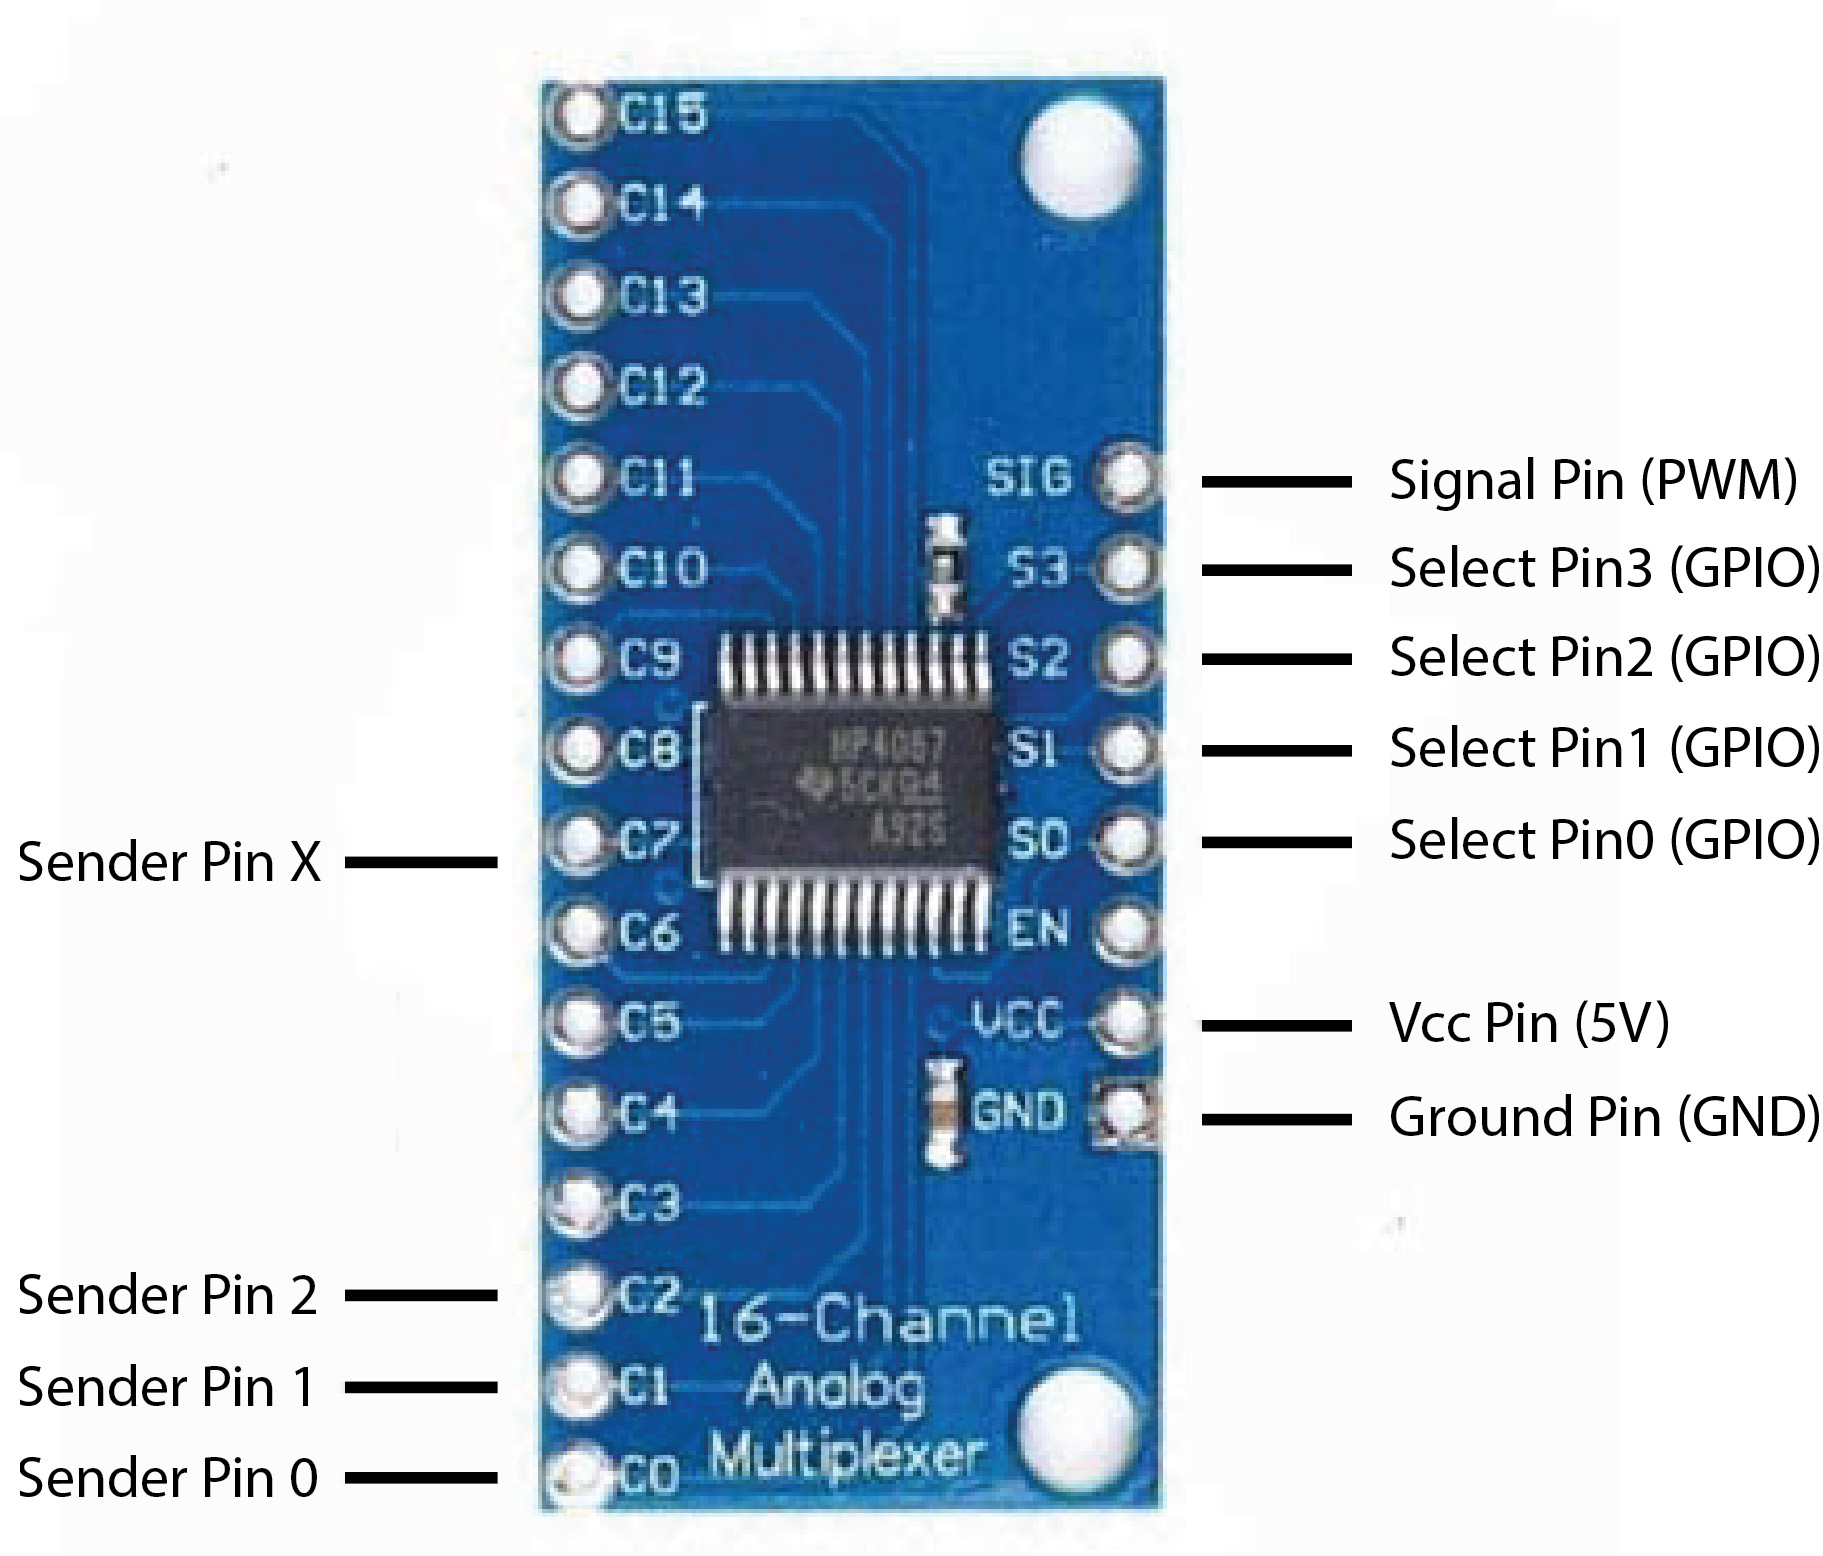 C15
C14
C13
C12
C11
C10
C9
C8
C7
C6
C5
C4
C3
C2
C1
C0
SIG
S3
S2
S1
S0
EN
VCC
GND
HP4067
A925
16-Channel
Analog
Multiplexer
Sender Pin X
Sender Pin 2
Sender Pin 1
Sender Pin 0
Signal Pin (PWM)
Select Pin3 (GPIO)
Select Pin2 (GPIO)
Select Pin1 (GPIO)
Select Pin0 (GPIO)
Vcc Pin (5V)
Ground Pin (GND)